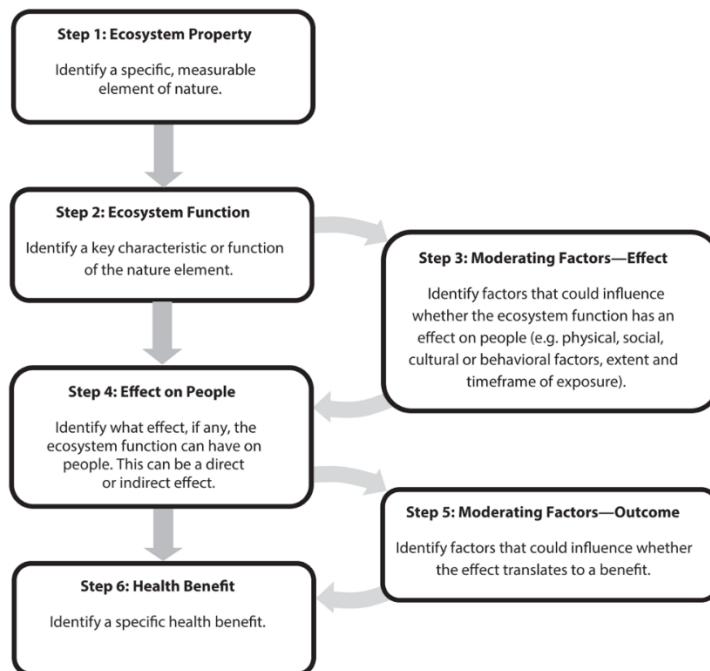 Step 1: Ecosystem Property
Identify a specific, measurable
element of nature.
Step 2: Ecosystem Function
Identify a key characteristic or function
of the nature element.
Step 3: Moderating Factors—Effect
Identify factors that could influence
whether the ecosystem function has an
effect on people (e.g. physical, social,
cultural or behavioral factors, extent and
timeframe of exposure).
Step 4: Effect on People
Identify what effect, if any, the
ecosystem function can have on
people. This can be a direct
or indirect effect.
Step 5: Moderating Factors—Outcome
Identify factors that could influence whether
the effect translates to a benefit.
Step 6: Health Benefit
Identify a specific health benefit.